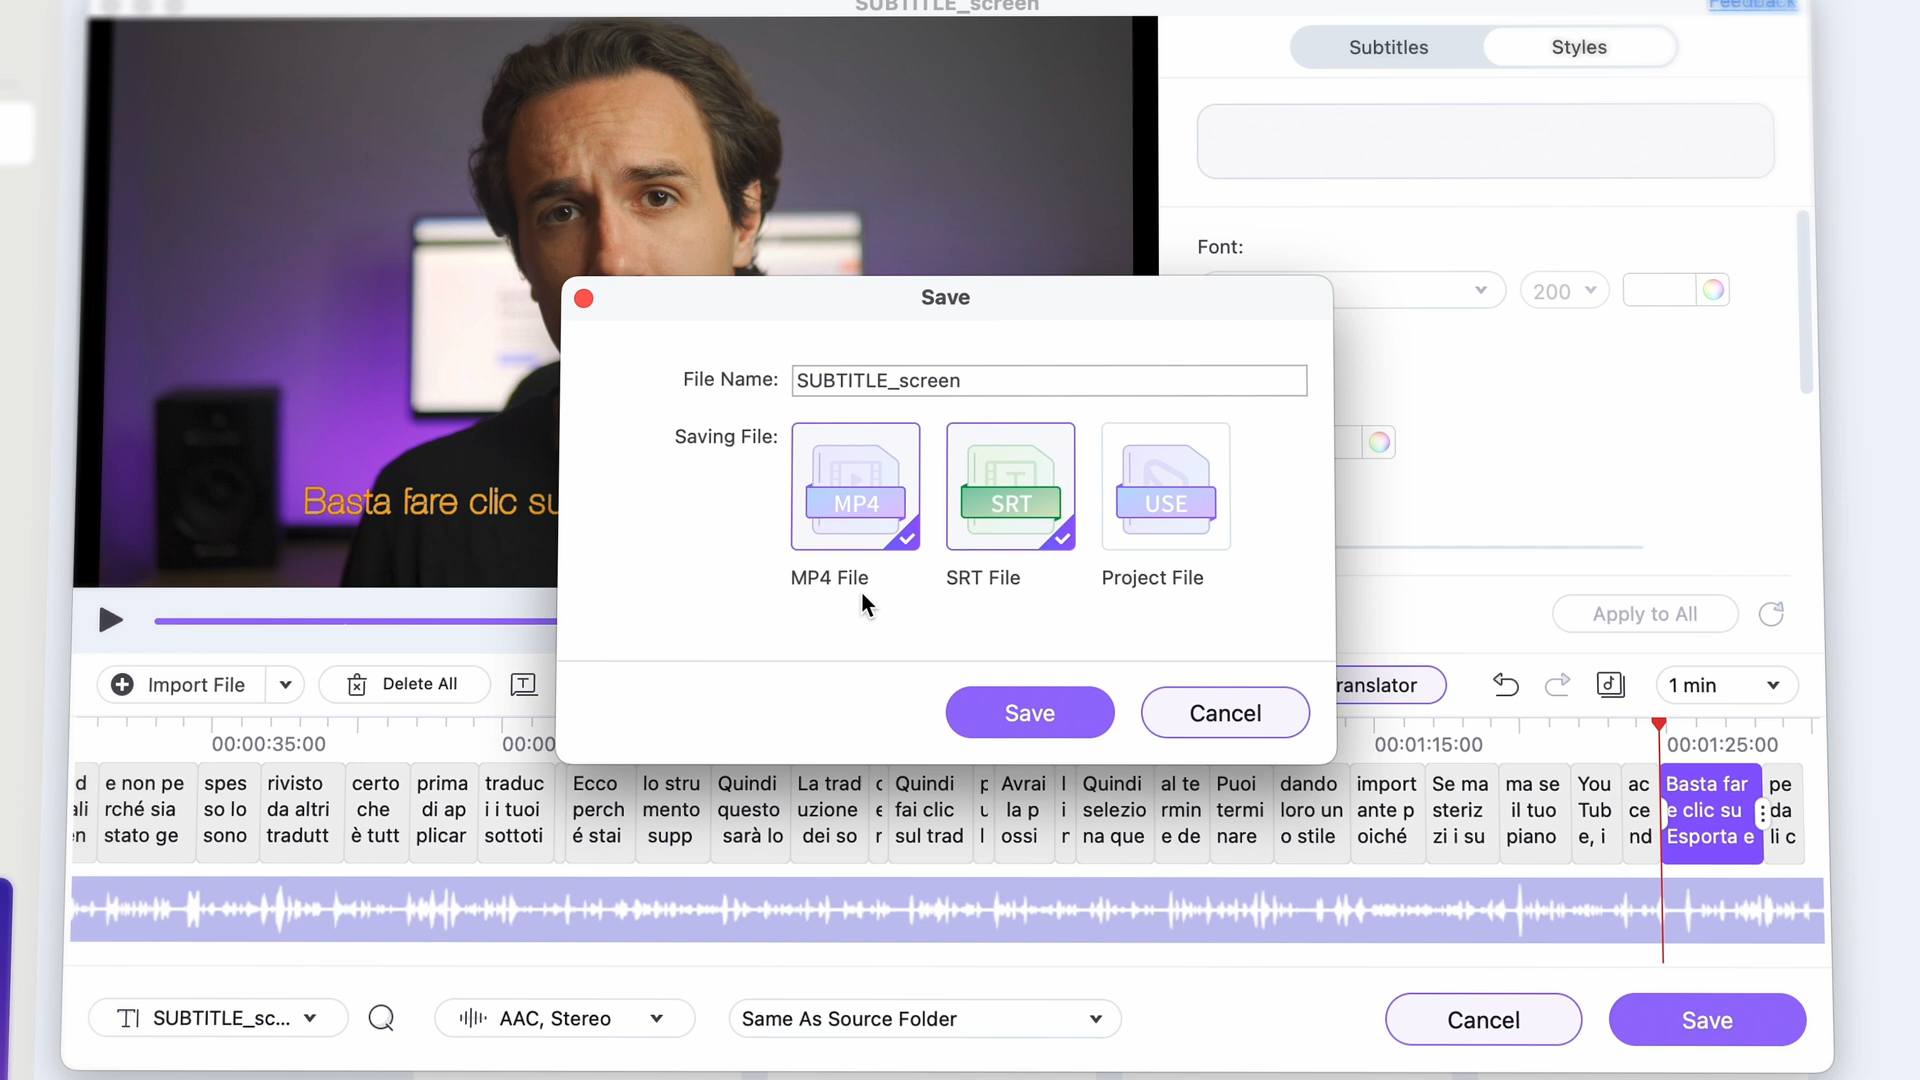 SUBTITLE_screen
Feedback
Subtitles
Styles
Font:
200
Basta fare clic su
Save
File Name:
SUBTITLE_screen
Saving File:
MP4
SRT
USE
MP4 File
SRT File
Project File
Save
Cancel
Apply to All
Import File
Delete All
ranslator
1 min
00:00:35:00
00:00
00:01:15:00
00:01:25:00
d
ali
en
e non pe
rché sia
stato ge
spes
so lo
sono
rivisto
da altri
tradutt
certo
che
è tutt
prima
di ap
plicar
traduc
i i tuoi
sottoti
Ecco
perch
é stai
lo stru
mento
supp
Quindi
questo
sarà lo
La trad
uzione
dei so
c
e
r
Quindi
fai clic
sul trad
p
u
l
Avrai
la p
ossi
l
i
r
Quindi
selezio
na que
al te
rmin
e de
Puoi
termi
nare
dando
loro un
o stile
import
ante p
oiché
Se ma
steriz
zi i su
ma se
il tuo
piano
You
Tub
e, i
ac
ce
nd
Basta far
e clic su
Esporta e
pe
da
li c
SUBTITLE_sc...
AAC, Stereo
Same As Source Folder
Cancel
Save